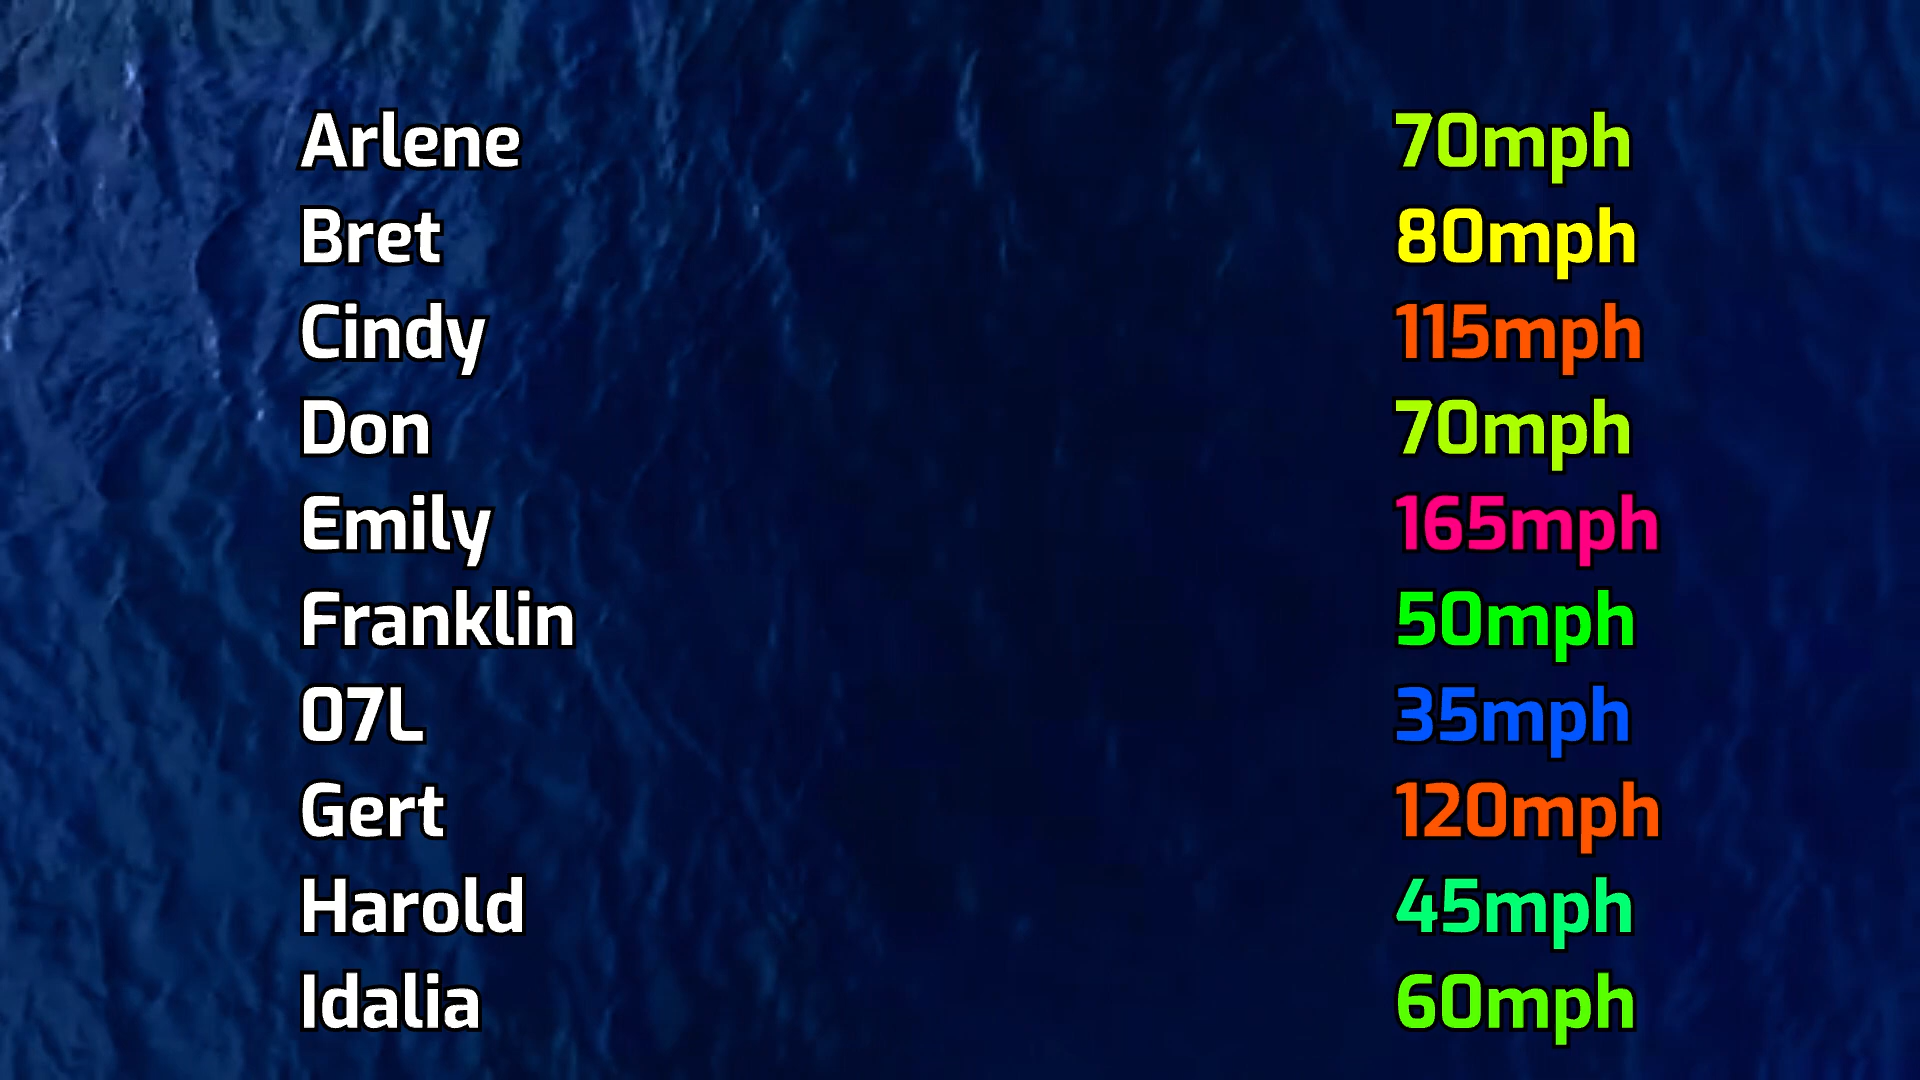 Arlene 70mph
Bret 80mph
Cindy 115mph
Don 70mph
Emily 165mph
Franklin 50mph
07L 35mph
Gert 120mph
Harold 45mph
Idalia 60mph